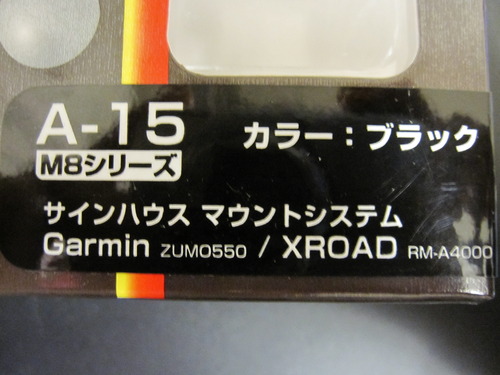 A-15 カラー：ブラック
M8シリーズ
サインハウス マウントシステム
Garmin ZUMO550 / XROAD RM-A4000